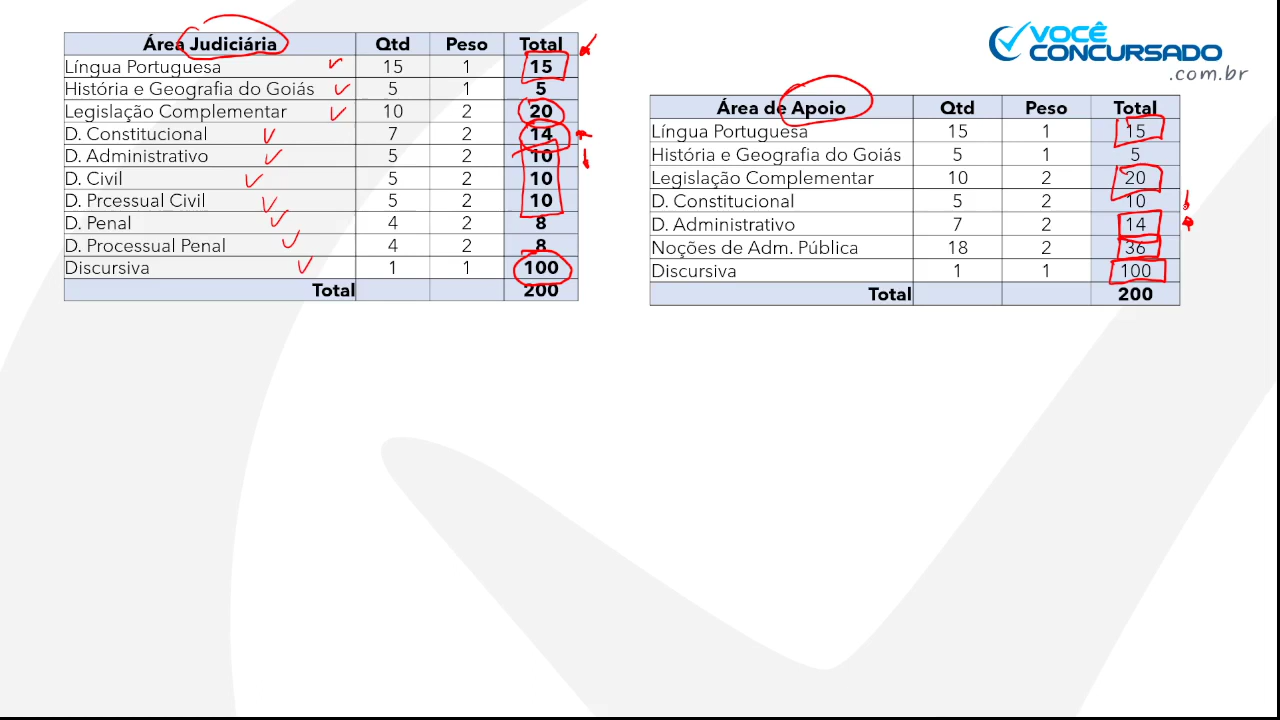 VOCÊ
CONCURSADO
.com.br
Área Judiciária Qtd Peso Total
Língua Portuguesa 15 1 15
História e Geografia do Goiás 5 1 5
Legislação Complementar 10 2 20
D. Constitucional 7 2 14
D. Administrativo 5 2 10
D. Civil 5 2 10
D. Prcessual Civil 5 2 10
D. Penal 4 2 8
D. Processual Penal 4 2 8
Discursiva 1 1 100
Total 200
Área de Apoio Qtd Peso Total
Língua Portuguesa 15 1 15
História e Geografia do Goiás 5 1 5
Legislação Complementar 10 2 20
D. Constitucional 5 2 10
D. Administrativo 7 2 14
Noções de Adm. Pública 18 2 36
Discursiva 1 1 100
Total 200